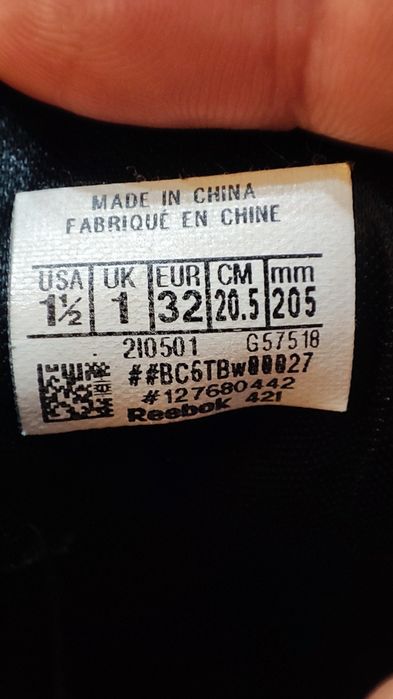 MADE IN CHINA
FABRIQUÉ EN CHINE
USA UK EUR CM mm
1½ 1 32 20.5 205
210501 G57518
##BC6TBw00027
#127680442
Reebok 421